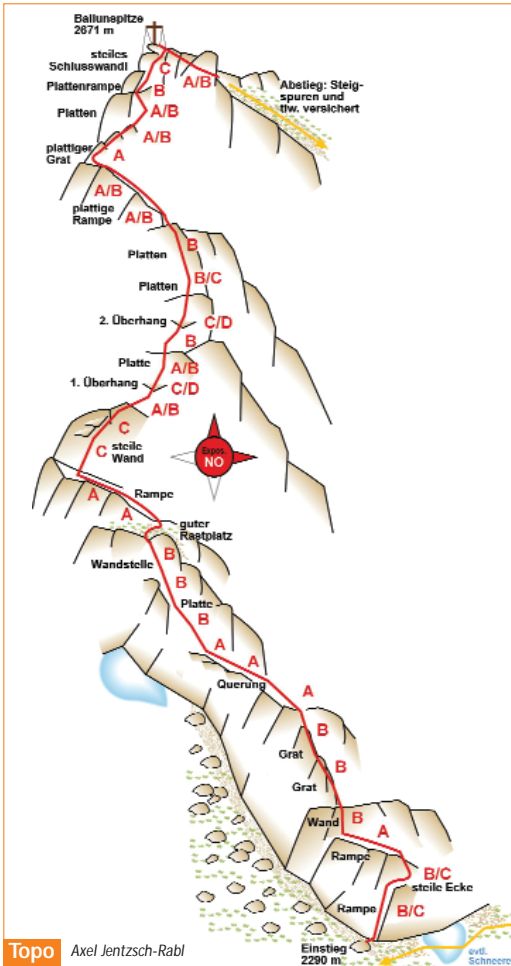 Ballunspitze
2671 m
steiles
Schlusswandl
C
A/B
Plattenrampe
B
Abstieg: Steig-
spuren und
tlw. versichert
Platten
A/B
A/B
plattiger
Grat
A
A/B
plattige
Rampe
A/B
Platten
B
B/C
Platten
2. Überhang
C/D
B
Platte
A/B
1. Überhang
C/D
A/B
C
C
steile
Wand
Expos.
NO
A
Rampe
A
guter
Rastplatz
Wandstelle
B
B
Platte
B
A
A
Querung
A
B
Grat
B
Grat
Wand
B
A
Rampe
B/C
steile Ecke
Rampe
B/C
Einstieg
2290 m
evtl.
Schneere
Topo Axel Jentzsch-Rabl